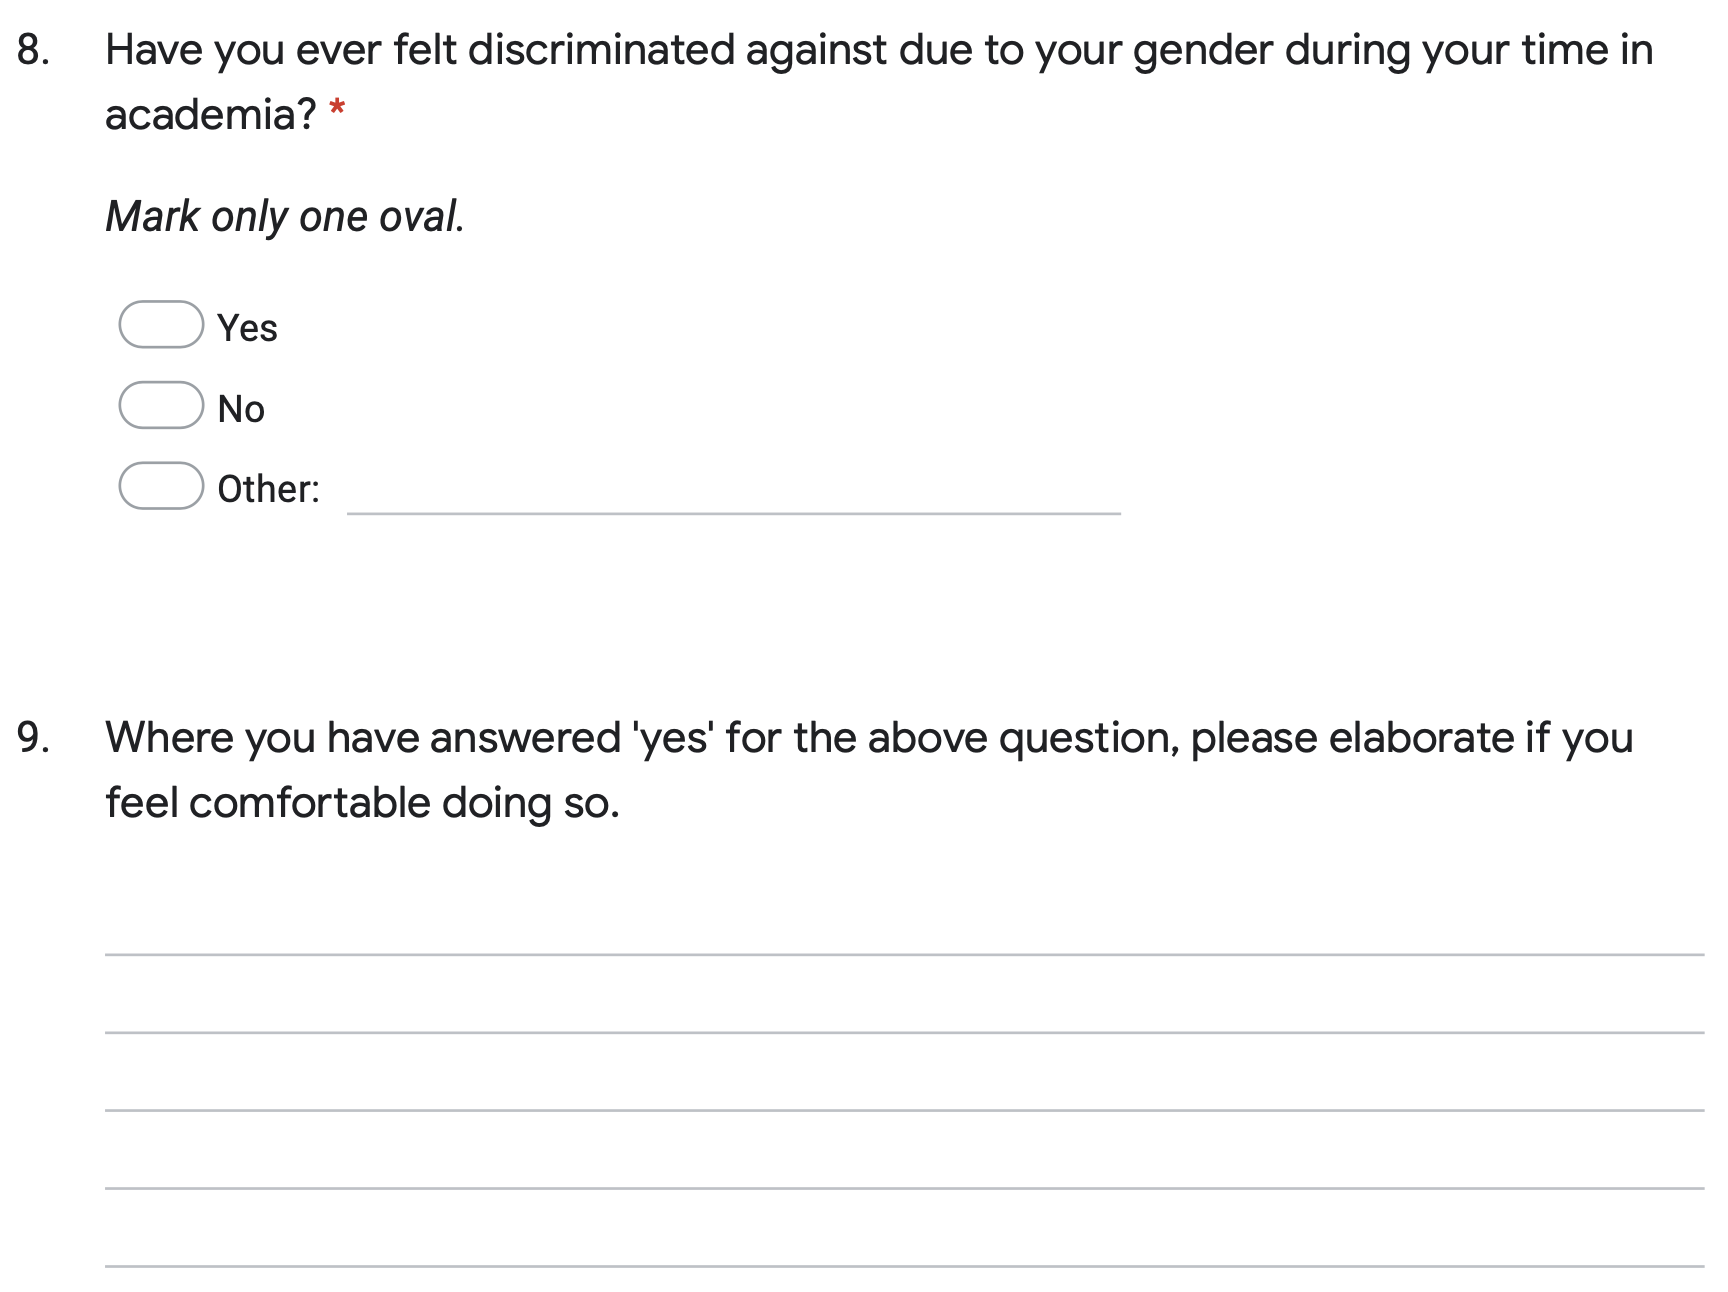 8. Have you ever felt discriminated against due to your gender during your time in
academia? *
Mark only one oval.
Yes
No
Other:
9. Where you have answered 'yes' for the above question, please elaborate if you
feel comfortable doing so.